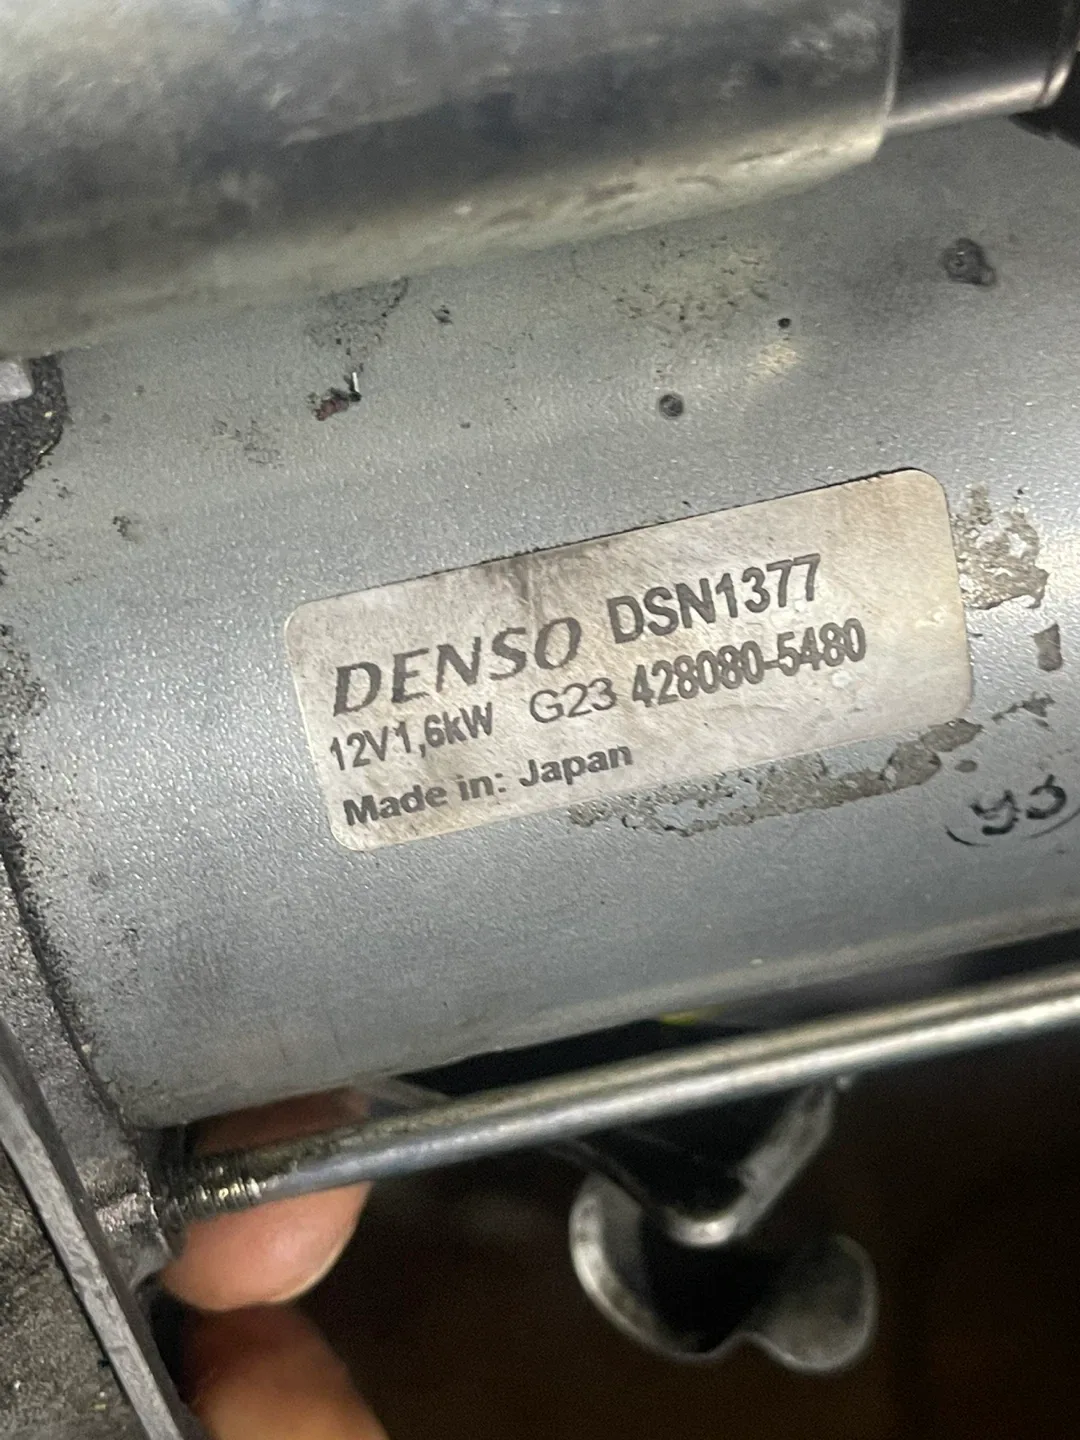 DENSO DSN1377
12V1,6kW G23 428080-5480
Made in: Japan